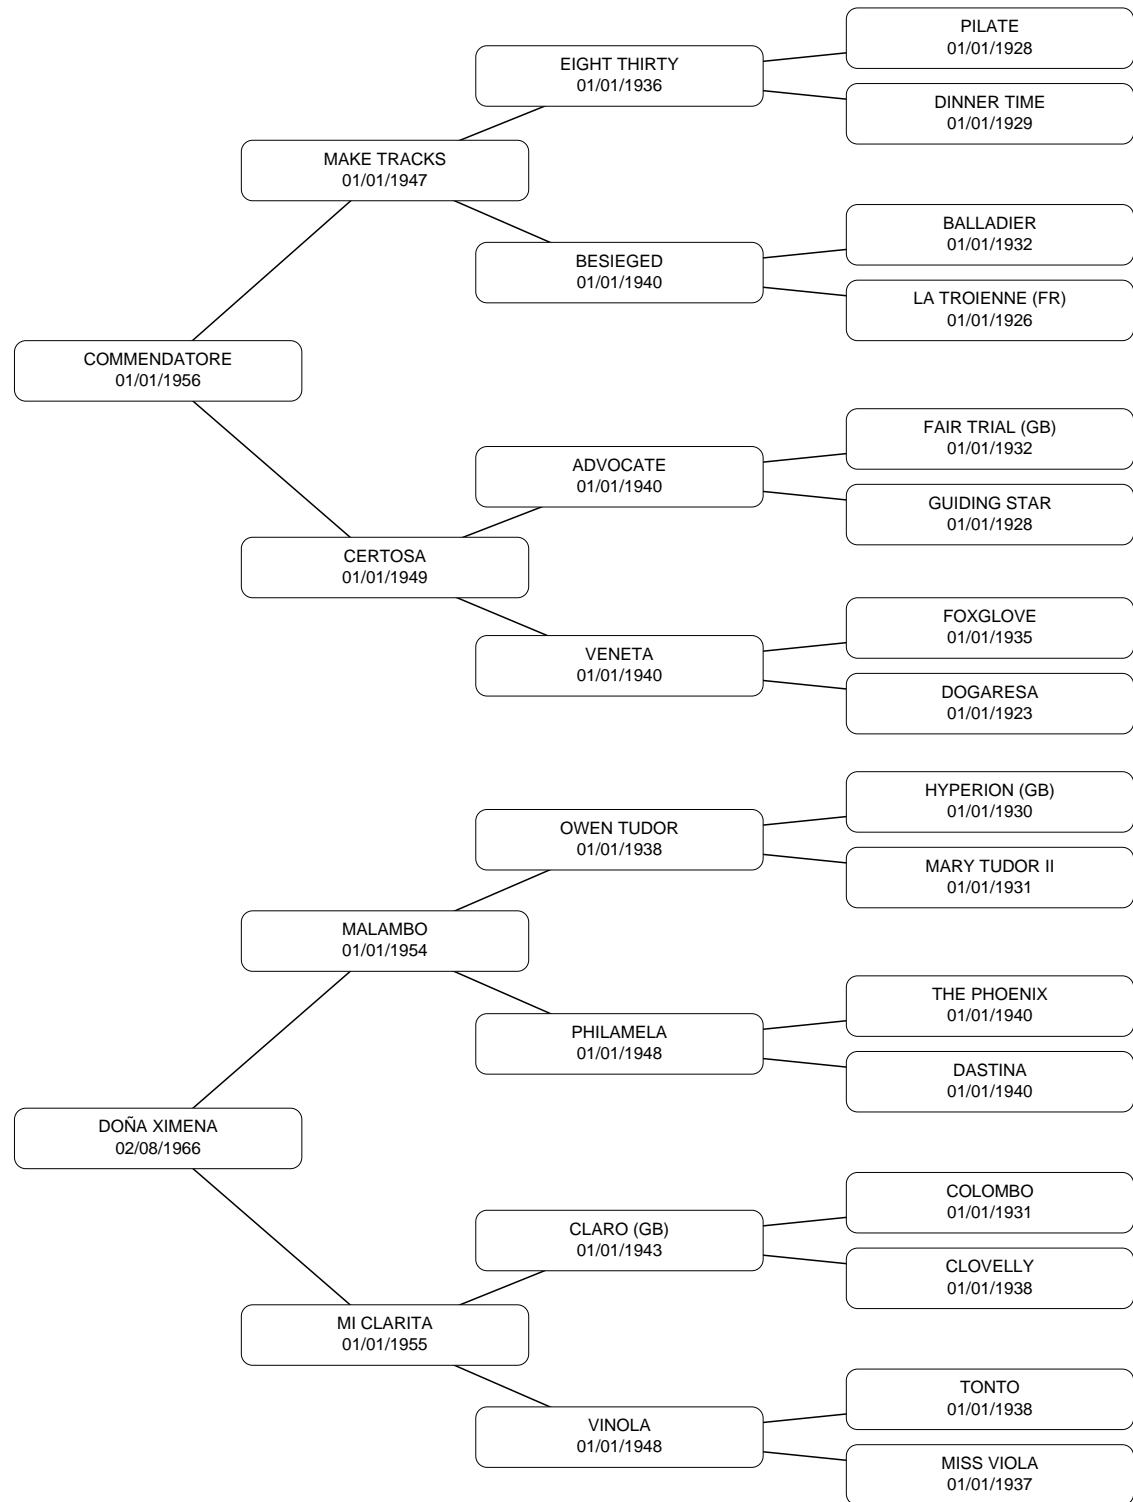 PILATE
01/01/1928
EIGHT THIRTY
01/01/1936
DINNER TIME
01/01/1929
MAKE TRACKS
01/01/1947
BALLADIER
01/01/1932
BESIEGED
01/01/1940
LA TROIENNE (FR)
01/01/1926
COMMENDATORE
01/01/1956
FAIR TRIAL (GB)
01/01/1932
ADVOCATE
01/01/1940
GUIDING STAR
01/01/1928
CERTOSA
01/01/1949
FOXGLOVE
01/01/1935
VENETA
01/01/1940
DOGARESA
01/01/1923
HYPERION (GB)
01/01/1930
OWEN TUDOR
01/01/1938
MARY TUDOR II
01/01/1931
MALAMBO
01/01/1954
THE PHOENIX
01/01/1940
PHILAMELA
01/01/1948
DASTINA
01/01/1940
DOÑA XIMENA
02/08/1966
COLOMBO
01/01/1931
CLARO (GB)
01/01/1943
CLOVELLY
01/01/1938
MI CLARITA
01/01/1955
TONTO
01/01/1938
VINOLA
01/01/1948
MISS VIOLA
01/01/1937